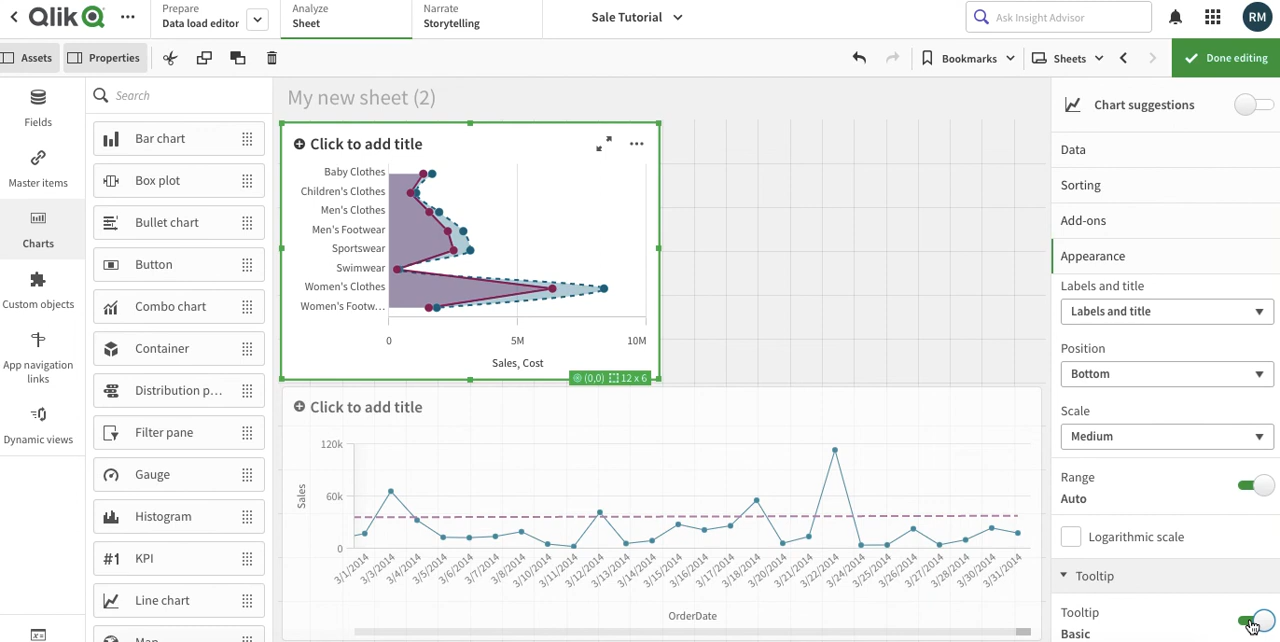 Qlik
Prepare
Data load editor
Analyze
Sheet
Narrate
Storytelling
Sale Tutorial
Ask Insight Advisor
RM
Assets
Properties
Bookmarks
Sheets
Done editing
Fields
Master items
Charts
Custom objects
App navigation
links
Dynamic views
Search
Bar chart
Box plot
Bullet chart
Button
Combo chart
Container
Distribution p...
Filter pane
Gauge
Histogram
#1 KPI
Line chart
Map
My new sheet (2)
Click to add title
Baby Clothes
Children's Clothes
Men's Clothes
Men's Footwear
Sportswear
Swimwear
Women's Clothes
Women's Footw...
0
5M
10M
Sales, Cost
(0,0) 12 x 6
Click to add title
Sales
120k
60k
0
3/1/2014
3/3/2014
3/4/2014
3/5/2014
3/6/2014
3/7/2014
3/8/2014
3/10/2014
3/11/2014
3/12/2014
3/13/2014
3/14/2014
3/15/2014
3/16/2014
3/17/2014
3/18/2014
3/20/2014
3/21/2014
3/22/2014
3/24/2014
3/25/2014
3/26/2014
3/27/2014
3/28/2014
3/30/2014
3/31/2014
OrderDate
Chart suggestions
Data
Sorting
Add-ons
Appearance
Labels and title
Labels and title
Position
Bottom
Scale
Medium
Range
Auto
Logarithmic scale
Tooltip
Tooltip
Basic